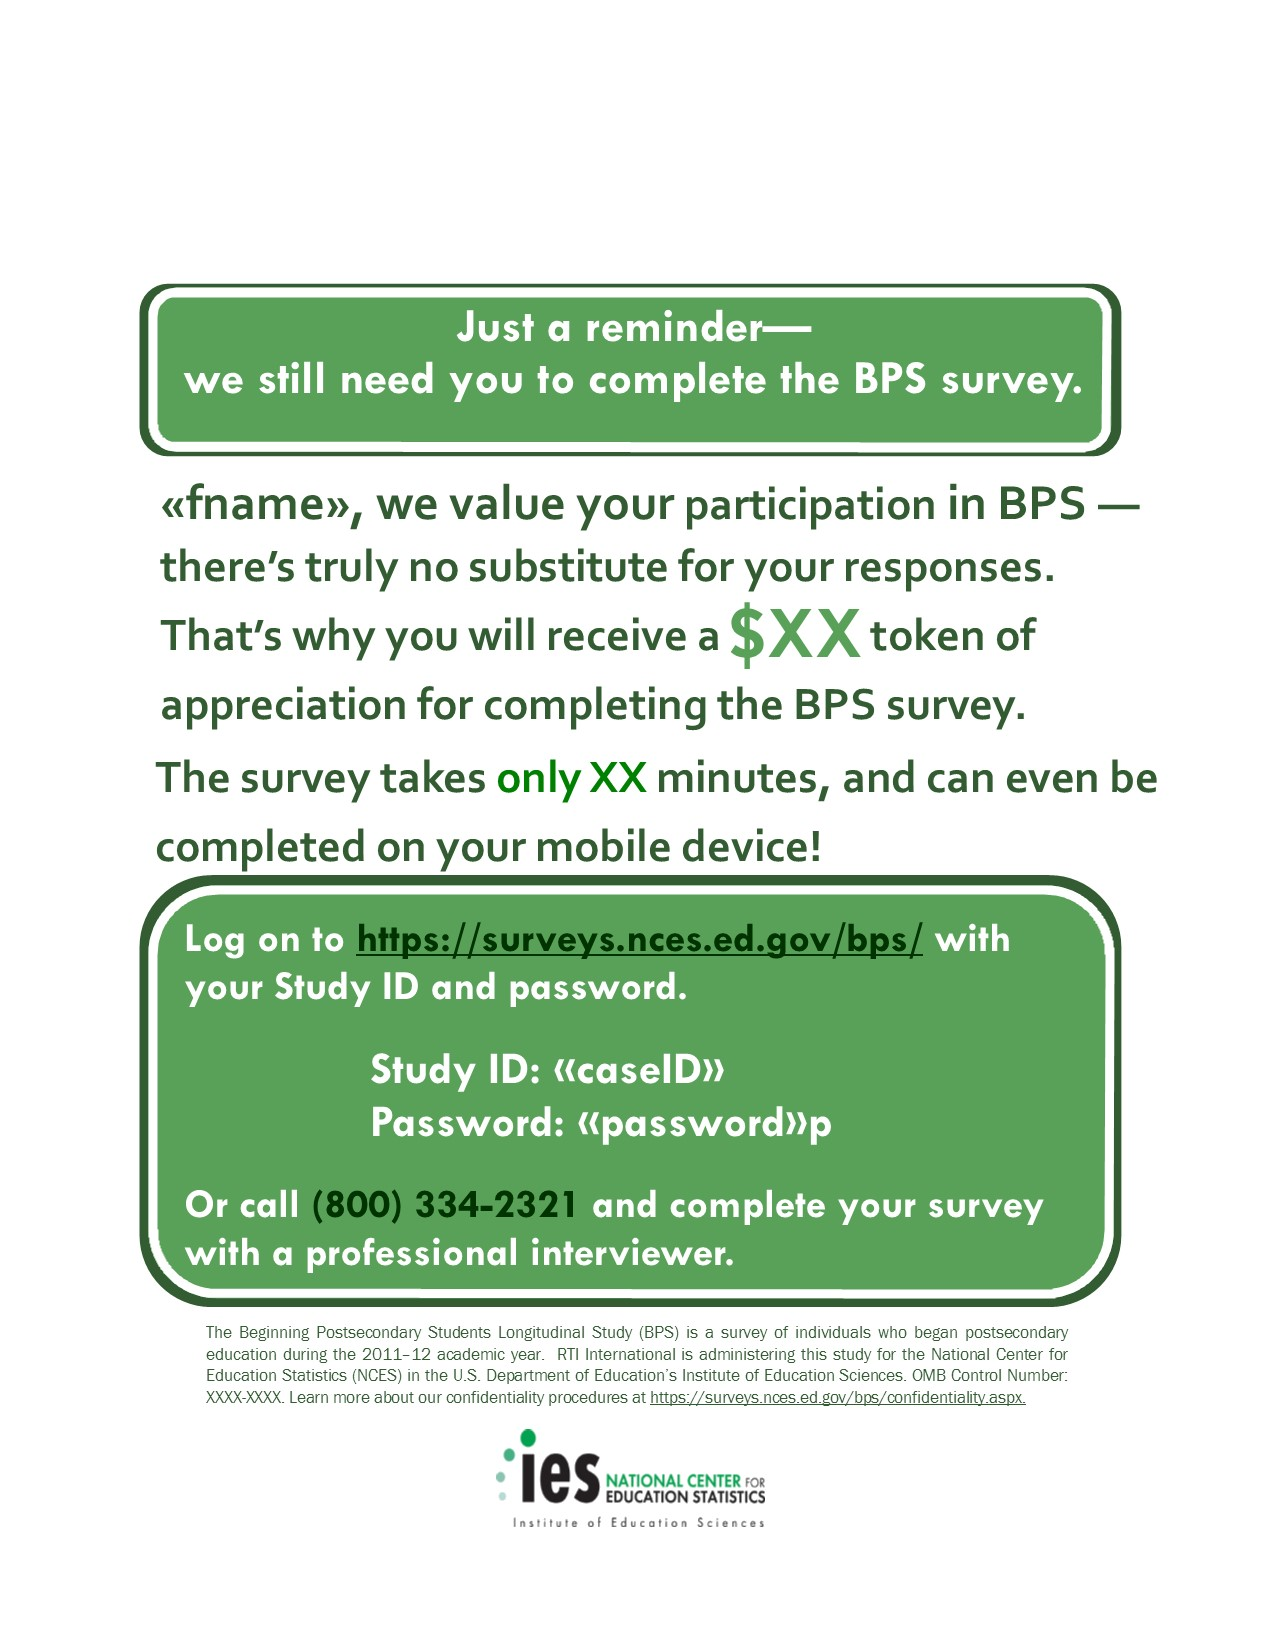 Just a reminder—
we still need you to complete the BPS survey.
«fname», we value your participation in BPS —
there's truly no substitute for your responses.
That's why you will receive a $XX token of
appreciation for completing the BPS survey.
The survey takes only XX minutes, and can even be
completed on your mobile device!
Log on to https://surveys.nces.ed.gov/bps/ with
your Study ID and password.
Study ID: «caseID»
Password: «password»p
Or call (800) 334-2321 and complete your survey
with a professional interviewer.
The Beginning Postsecondary Students Longitudinal Study (BPS) is a survey of individuals who began postsecondary
education during the 2011–12 academic year.  RTI International is administering this study for the National Center for
Education Statistics (NCES) in the U.S. Department of Education's Institute of Education Sciences. OMB Control Number:
XXXX-XXXX. Learn more about our confidentiality procedures at https://surveys.nces.ed.gov/bps/confidentiality.aspx.
ies NATIONAL CENTER FOR
EDUCATION STATISTICS
Institute of Education Sciences